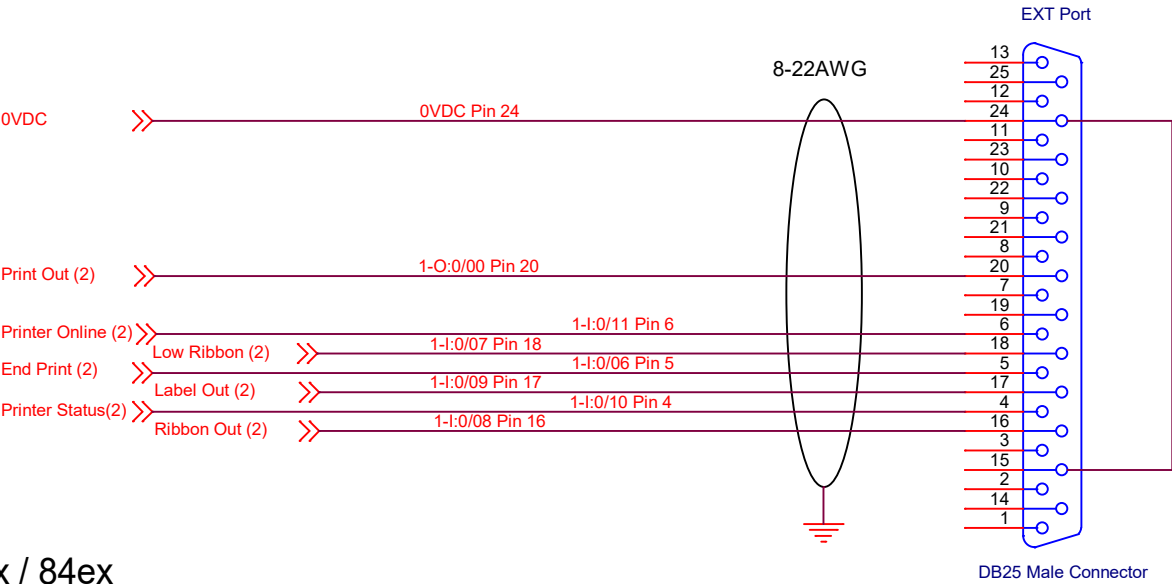 EXT Port
8-22AWG
13
25
12
0VDC
0VDC Pin 24
24
11
23
10
22
9
21
8
Print Out (2)
1-O:0/00 Pin 20
20
7
19
Printer Online (2)
1-I:0/11 Pin 6
6
Low Ribbon (2)
1-I:0/07 Pin 18
18
End Print (2)
1-I:0/06 Pin 5
5
Label Out (2)
1-I:0/09 Pin 17
17
Printer Status(2)
1-I:0/10 Pin 4
4
Ribbon Out (2)
1-I:0/08 Pin 16
16
3
15
2
14
1
x / 84ex
DB25 Male Connector